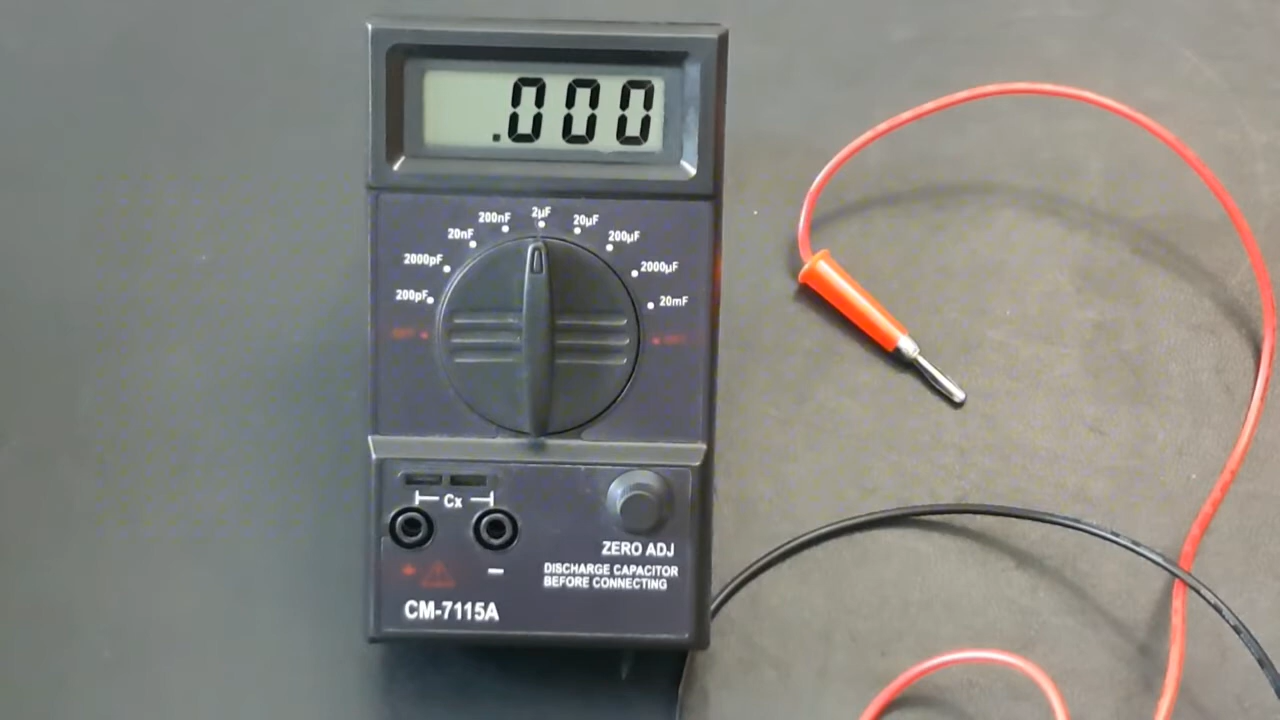 .000
2µF
200nF
20µF
20nF
200µF
2000pF
2000µF
200pF
20mF
Cx
ZERO ADJ
DISCHARGE CAPACITOR
BEFORE CONNECTING
CM-7115A